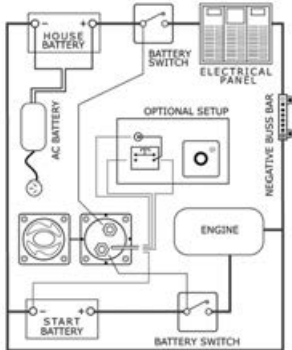 HOUSE
BATTERY
BATTERY
SWITCH
ELECTRICAL
PANEL
AC BATTERY
OPTIONAL SETUP
NEGATIVE BUSS BAR
ENGINE
START
BATTERY
BATTERY SWITCH